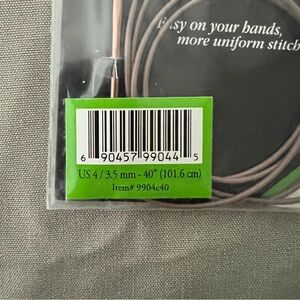 Easy on your hands,
more uniform stitch
6 90457 99044 5
US 4 / 3.5 mm - 40" (101.6 cm)
Item# 9904c40